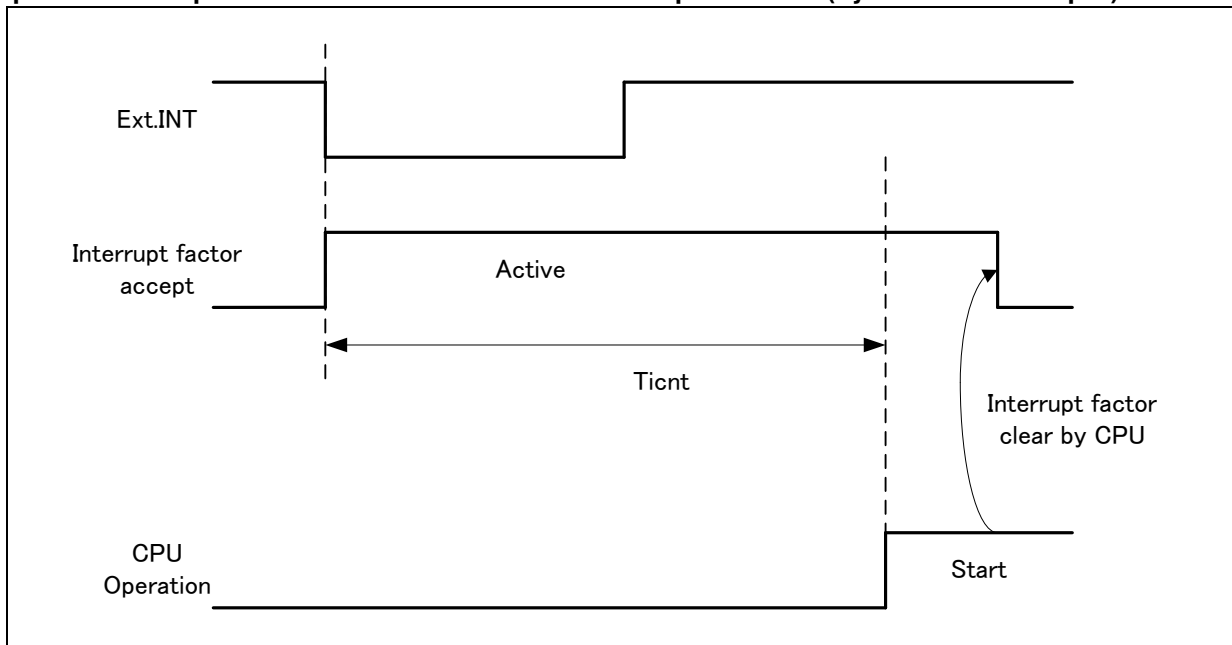 Ext.INT
Interrupt factor
accept
Active
Ticnt
Interrupt factor
clear by CPU
CPU
Operation
Start